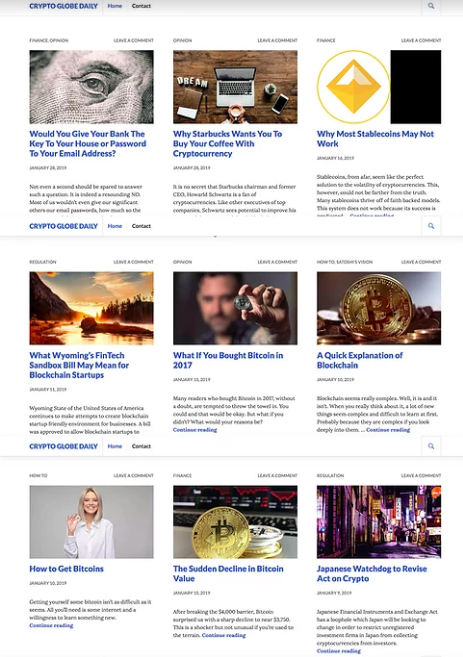 CRYPTO GLOBE DAILY Home Contact
FINANCE, OPINION LEAVE A COMMENT
OPINION LEAVE A COMMENT
FINANCE LEAVE A COMMENT
DREAM
Would You Give Your Bank The
Key To Your House or Password
To Your Email Address?
JANUARY 28, 2019
Not even a second should be spared to answer
such a question. It is indeed a resounding NO.
Most of us wouldn't even give our significant
others our email passwords, how much so the
Why Starbucks Wants You To
Buy Your Coffee With
Cryptocurrency
JANUARY 28, 2019
It is no secret that Starbucks chairman and former
CEO, Howarld Schwartz is a fan of
cryptocurrencies. Like other executives of top
companies, Schwartz sees potential to improve his
Why Most Stablecoins May Not
Work
JANUARY 16, 2019
Stablecoins, from afar, seem like the perfect
solution to the volatility of cryptocurrencies. This,
however, could not be farther from the truth.
Many stablecoins thrive off of faith backed models.
This system does not work because its success is
Continue reading
CRYPTO GLOBE DAILY Home Contact
REGULATION LEAVE A COMMENT
OPINION LEAVE A COMMENT
HOW TO, SATOSHI'S VISION LEAVE A COMMENT
What Wyoming's FinTech
Sandbox Bill May Mean for
Blockchain Startups
JANUARY 11, 2019
Wyoming State of the United States of America
continues to make attempts to create blockchain
startup friendly environment for businesses. A bill
was approved to allow blockchain startups to
What If You Bought Bitcoin in
2017
JANUARY 10, 2019
Many readers who bought Bitcoin in 2017, without
a doubt, are tempted to threw the towel in. You
could and that would be okay. But what if you
didn't? What would your reasons be?
Continue reading
A Quick Explanation of
Blockchain
JANUARY 10, 2019
Blockchain seems really complex. Well, it is and it
isn't. When you really think about it, a lot of new
things seem complex and difficult to learn at first.
Probably because they are complex if you look
deeply into them. ... Continue reading
CRYPTO GLOBE DAILY Home Contact
HOW TO LEAVE A COMMENT
FINANCE LEAVE A COMMENT
REGULATION LEAVE A COMMENT
How to Get Bitcoins
JANUARY 10, 2019
Getting yourself some bitcoin isn't as difficult as it
seems. All you'll need is some internet and a
willingness to learn something new.
Continue reading
The Sudden Decline in Bitcoin
Value
JANUARY 10, 2019
After breaking the $4,000 barrier, Bitcoin
surprised us with a sharp decline to near $3,750.
This is a shocker but not unusual if you're used to
the terrain. Continue reading
Japanese Watchdog to Revise
Act on Crypto
JANUARY 9, 2019
Japanese Financial Instruments and Exchange Act
has a loophole which Japan will be looking to
change in order to restrict unregistered
investment firms in Japan from collecting
cryptocurrencies from investors.
Continue reading